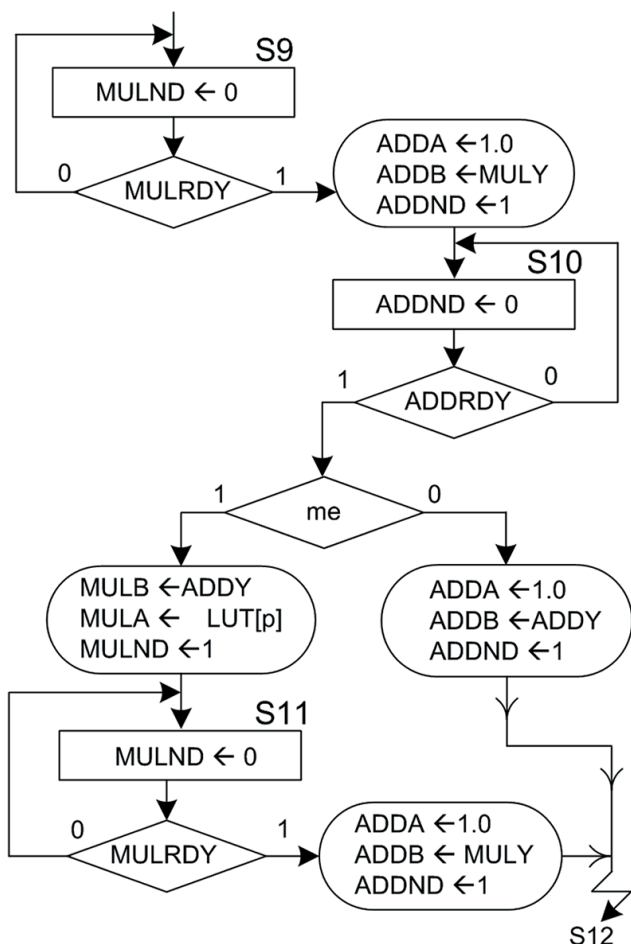 S9
MULND ← 0
0
MULRDY
1
ADDA ←1.0
ADDB ←MULY
ADDND ←1
S10
ADDND ← 0
1
ADDRDY
0
1
me
0
MULB ←ADDY
MULA ← LUT[p]
MULND ←1
ADDA ←1.0
ADDB ←ADDY
ADDND ←1
S11
MULND ← 0
0
MULRDY
1
ADDA ←1.0
ADDB ← MULY
ADDND ←1
S12